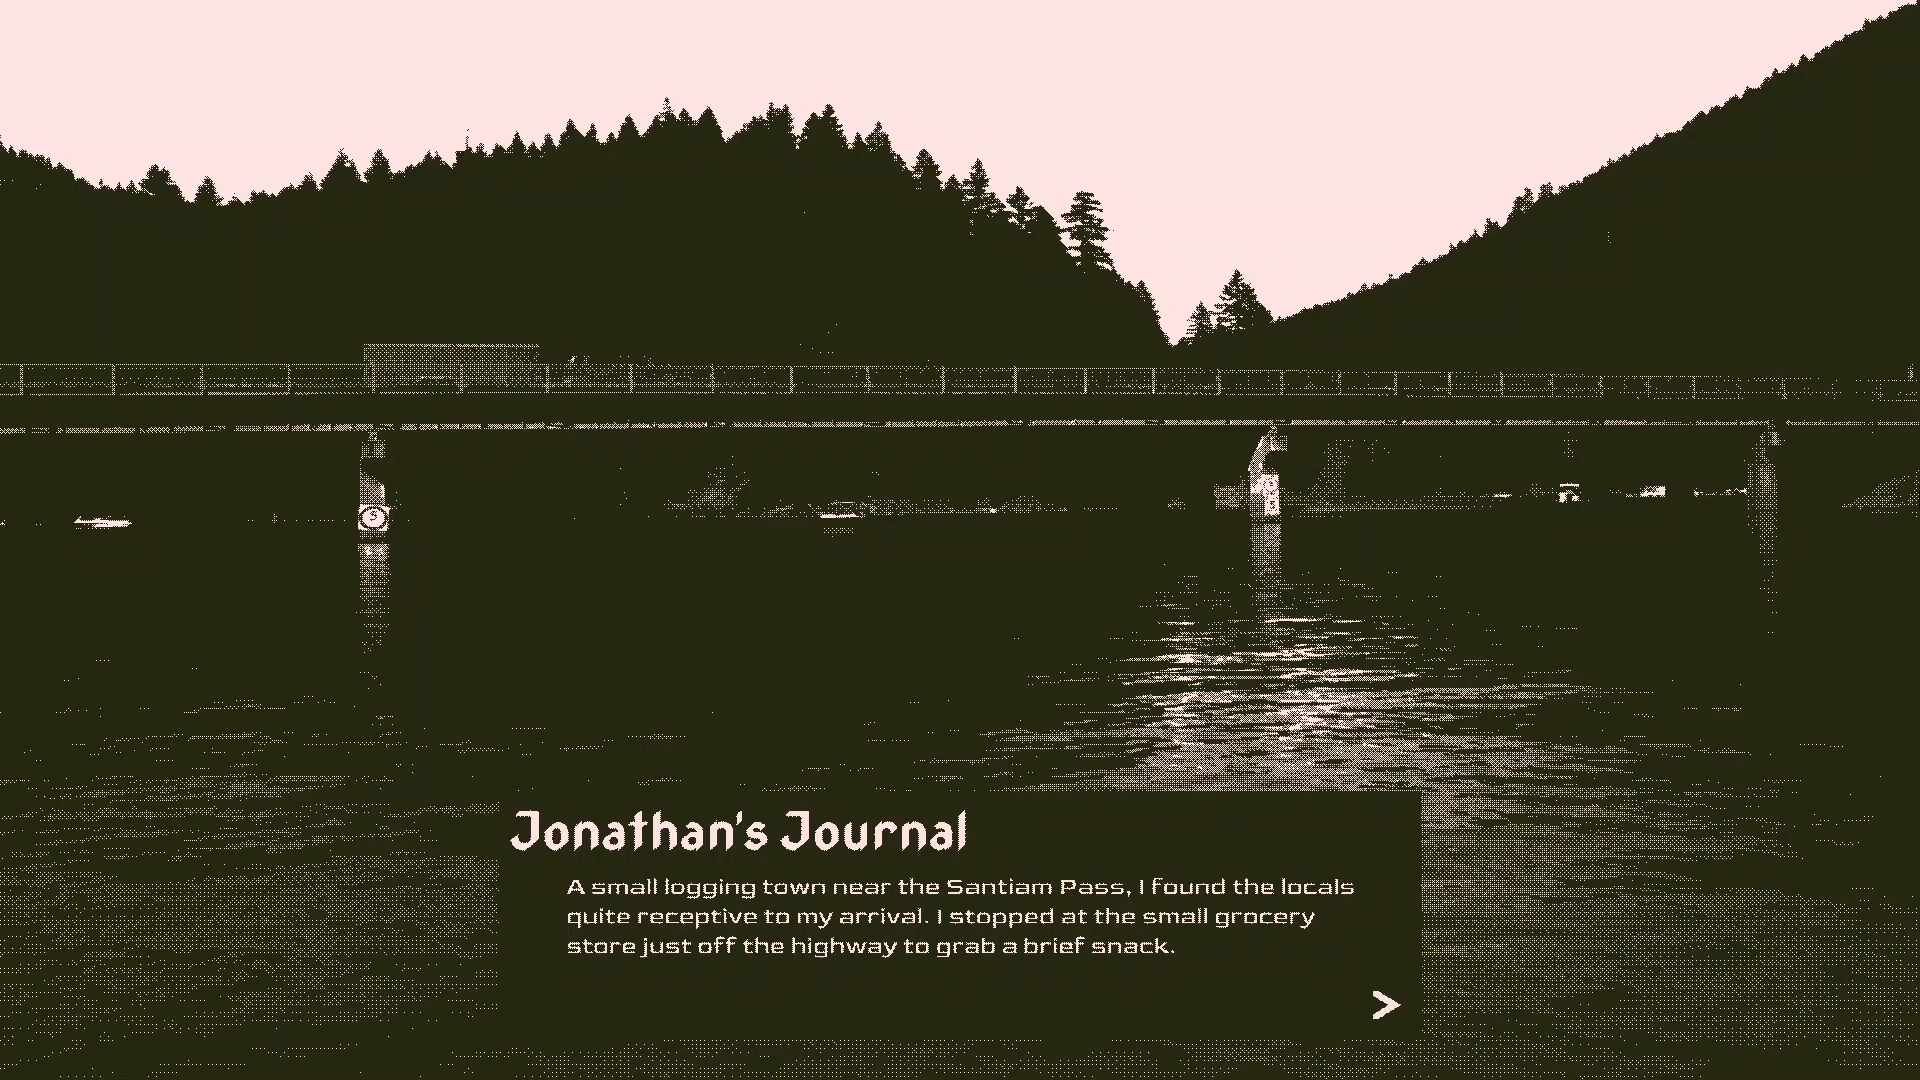 Jonathan's Journal
A small logging town near the Santiam Pass, I found the locals
quite receptive to my arrival. I stopped at the small grocery
store just off the highway to grab a brief snack.
>